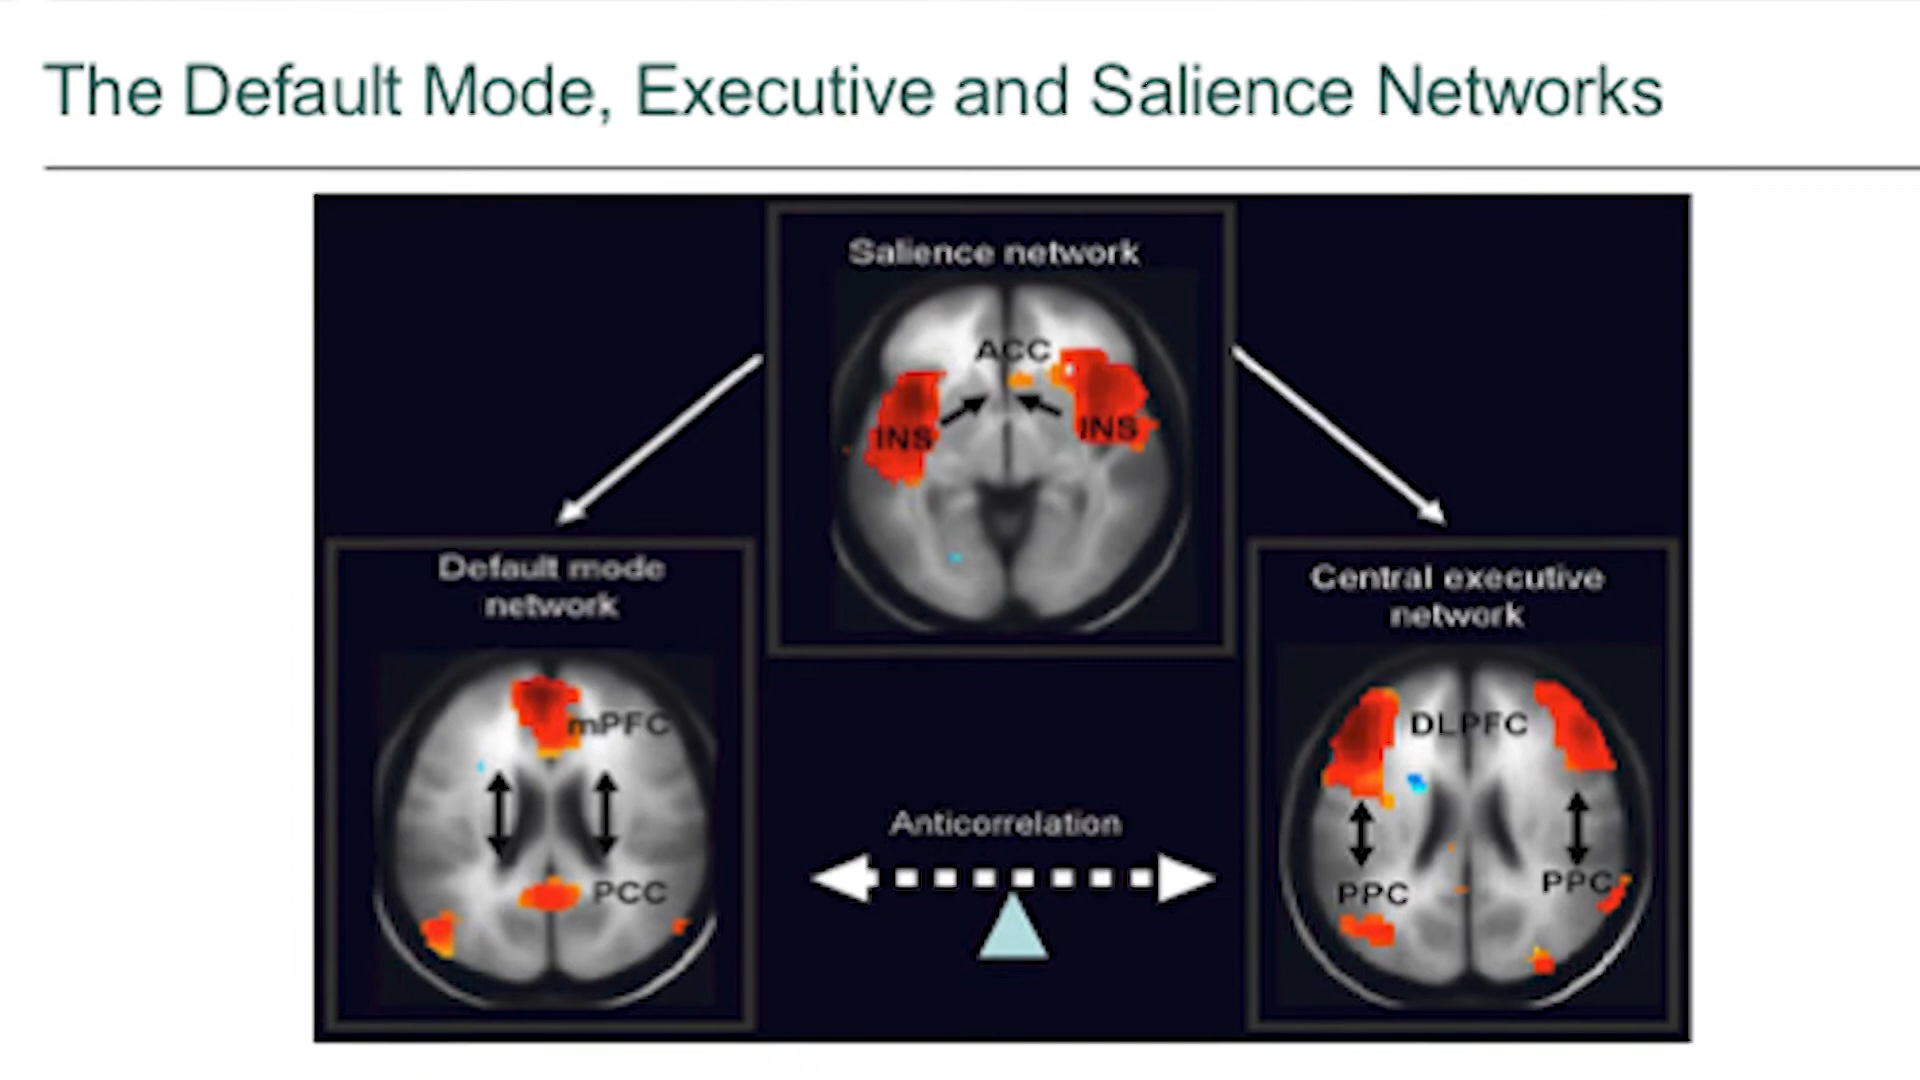 The Default Mode, Executive and Salience Networks
Salience network
ACC
INS
INS
Default mode
network
mPFC
PCC
Anticorrelation
Central executive
network
DLPFC
PPC
PPC